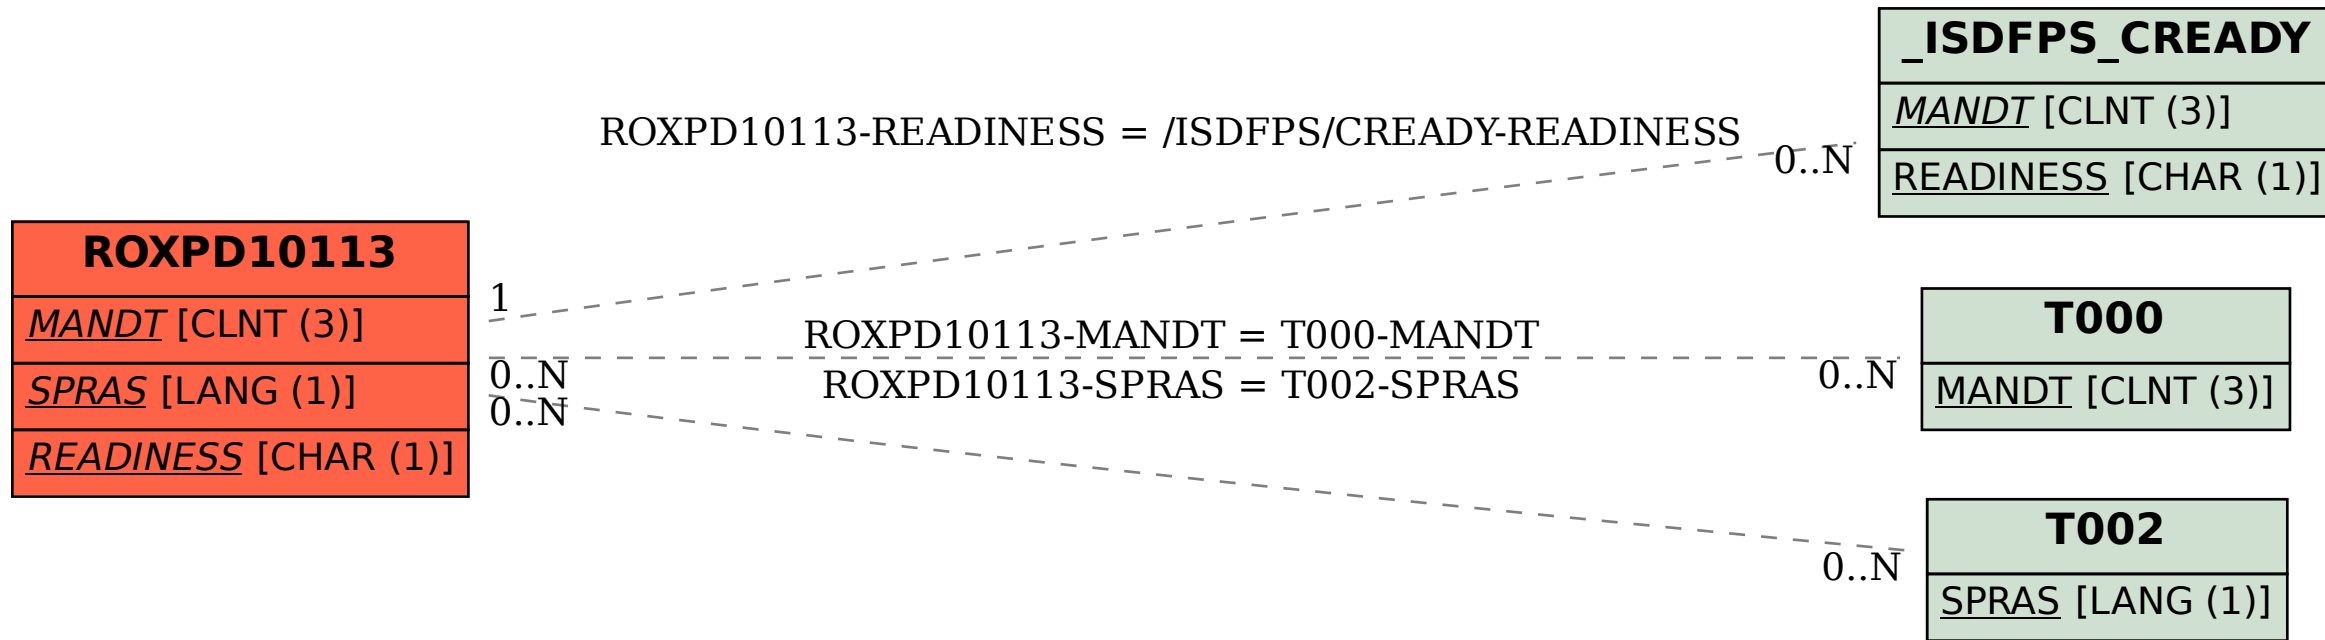 _ISDFPS_CREADY
MANDT [CLNT (3)]
READINESS [CHAR (1)]
ROXPD10113-READINESS = /ISDFPS/CREADY-READINESS
0..N
ROXPD10113
MANDT [CLNT (3)]
SPRAS [LANG (1)]
READINESS [CHAR (1)]
1
0..N
0..N
ROXPD10113-MANDT = T000-MANDT
ROXPD10113-SPRAS = T002-SPRAS
0..N
T000
MANDT [CLNT (3)]
0..N
T002
SPRAS [LANG (1)]